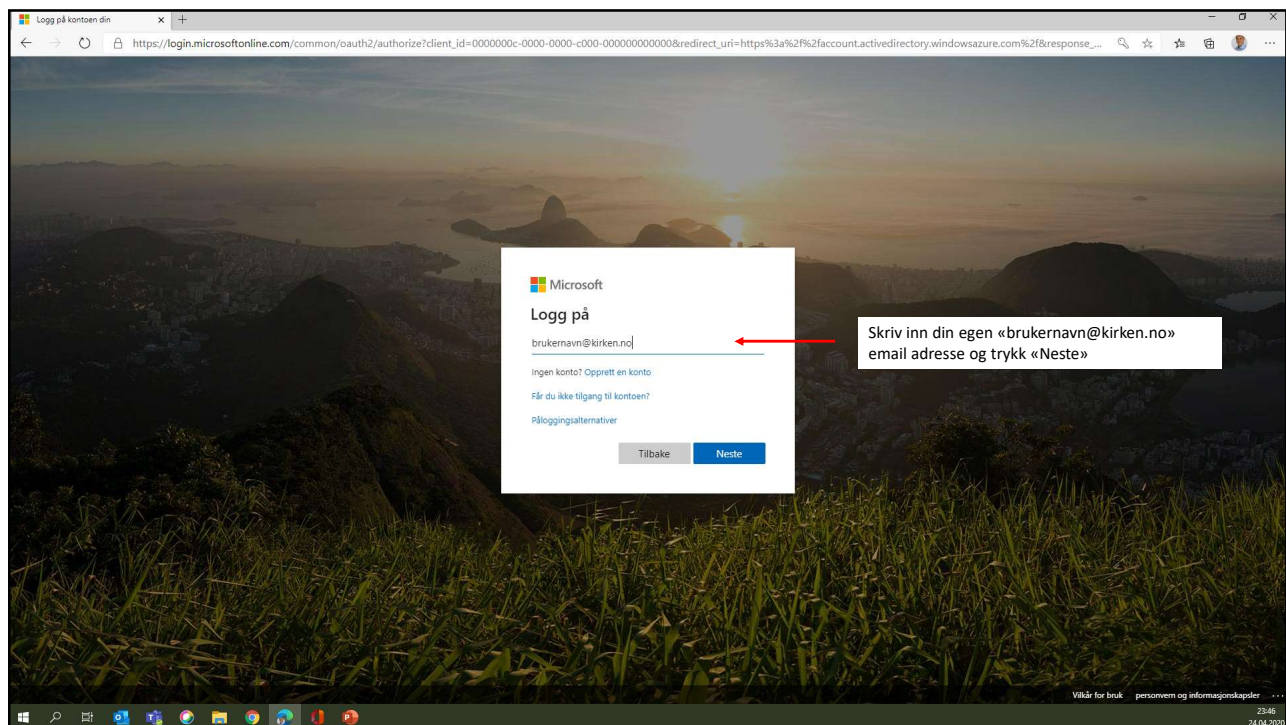 Logg på kontoen din
https://login.microsoftonline.com/common/oauth2/authorize?client_id=0000000c-0000-0000-c000-000000000000&redirect_uri=https%3a%2f%2faccount.activedirectory.windowsazure.com%2f&response_...
Microsoft
Logg på
brukernavn@kirken.no
Ingen konto? Opprett en konto
Får du ikke tilgang til kontoen?
Påloggingsalternativer
Tilbake Neste
Skriv inn din egen «brukernavn@kirken.no»
email adresse og trykk «Neste»
Vilkår for bruk personvern og informasjonskapsler ...
23:46
24.04.2020